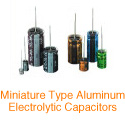 Miniature Type Aluminum
Electrolytic Capacitors